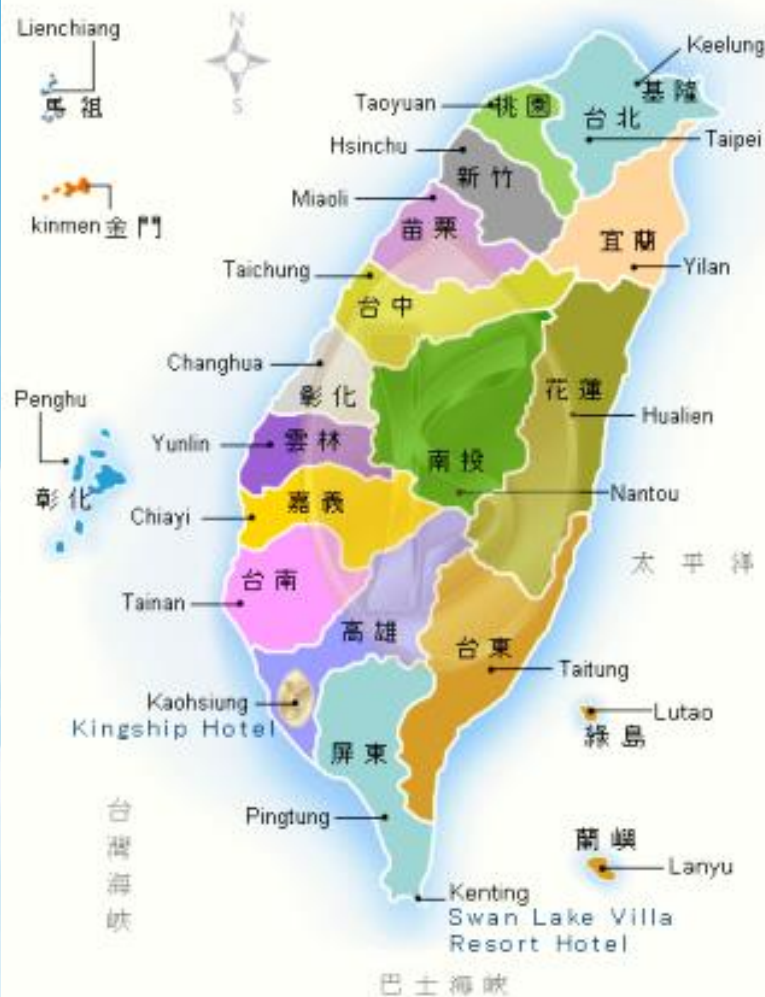 N
S
Lienchiang
馬祖
kinmen 金門
Keelung
基隆
Taoyuan
桃園
台北
Taipei
Hsinchu
新竹
Miaoli
苗栗
宜蘭
Yilan
Taichung
台中
Changhua
彰化
花蓮
Hualien
Penghu
彰化
Yunlin
雲林
南投
Nantou
Chiayi
嘉義
太平洋
台南
Tainan
高雄
台東
Taitung
Kaohsiung
Kingship Hotel
Lutao
綠島
屏東
Pingtung
台灣海峽
蘭嶼
Lanyu
Kenting
Swan Lake Villa
Resort Hotel
巴士海峽